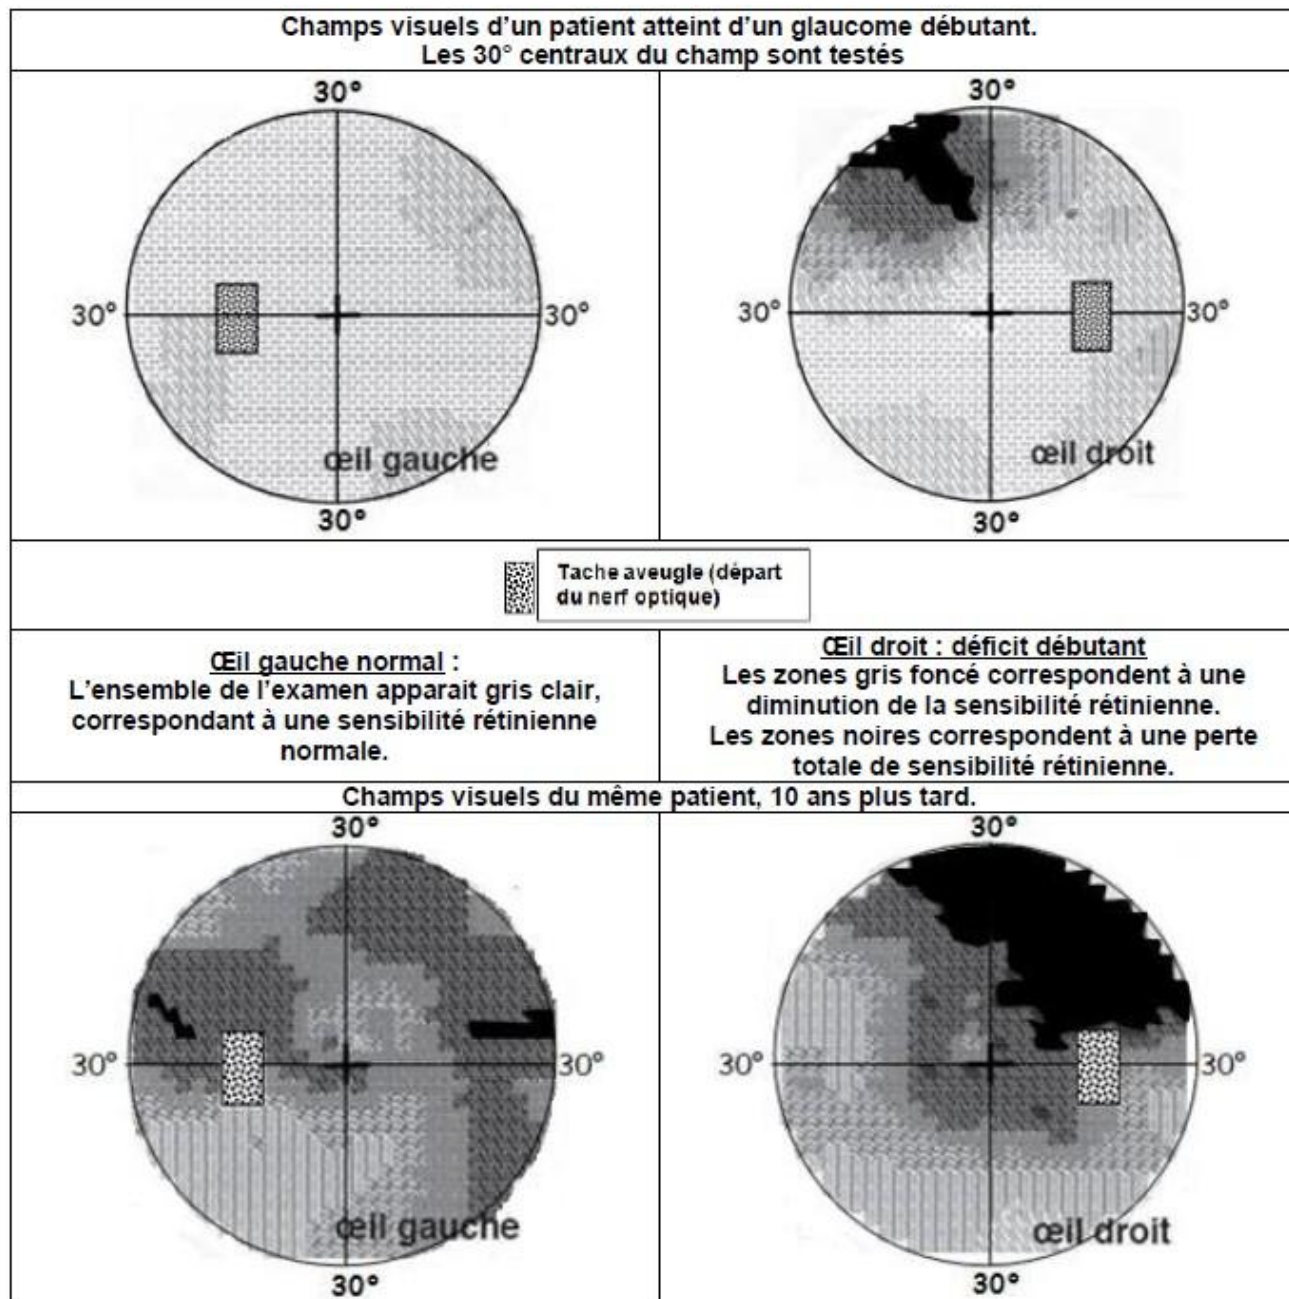 Champs visuels d'un patient atteint d'un glaucome débutant.
Les 30° centraux du champ sont testés
30°
30°
30°
30°
œil gauche
30°
30°
30°
30°
œil droit
30°
Tache aveugle (départ
du nerf optique)
Œil gauche normal :
L'ensemble de l'examen apparait gris clair,
correspondant à une sensibilité rétinienne
normale.
Œil droit : déficit débutant
Les zones gris foncé correspondent à une
diminution de la sensibilité rétinienne.
Les zones noires correspondent à une perte
totale de sensibilité rétinienne.
Champs visuels du même patient, 10 ans plus tard.
30°
30°
30°
œil gauche
30°
30°
30°
30°
œil droit
30°